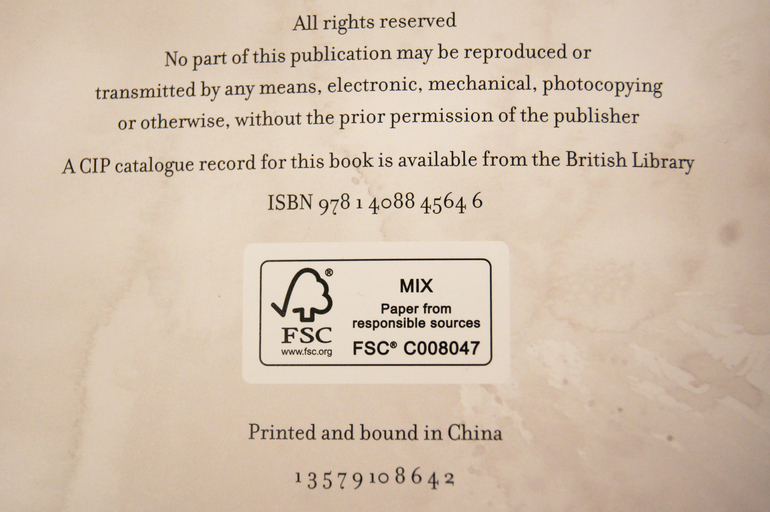 All rights reserved
No part of this publication may be reproduced or
transmitted by any means, electronic, mechanical, photocopying
or otherwise, without the prior permission of the publisher
A CIP catalogue record for this book is available from the British Library
ISBN 978 1 4088 4564 6
®
FSC
www.fsc.org
MIX
Paper from
responsible sources
FSC® C008047
Printed and bound in China
1 3 5 7 9 10 8 6 4 2